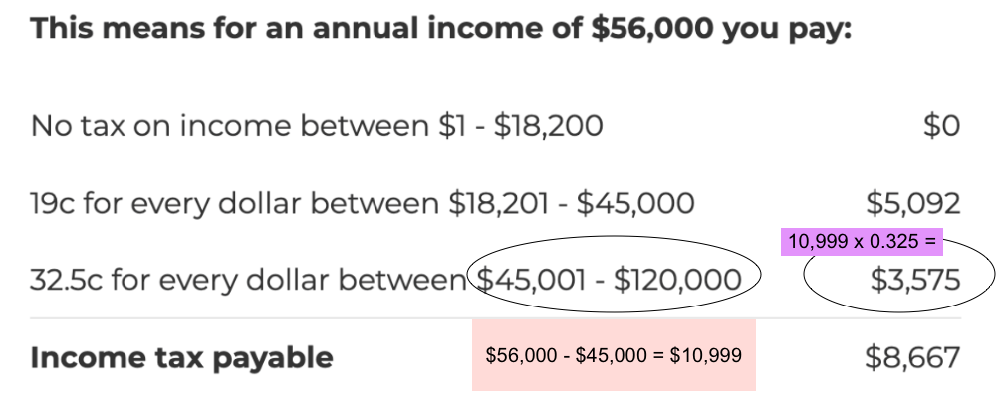 This means for an annual income of $56,000 you pay:
No tax on income between $1 - $18,200 $0
19c for every dollar between $18,201 - $45,000 $5,092
10,999 x 0.325 =
32.5c for every dollar between $45,001 - $120,000 $3,575
Income tax payable $56,000 - $45,000 = $10,999 $8,667